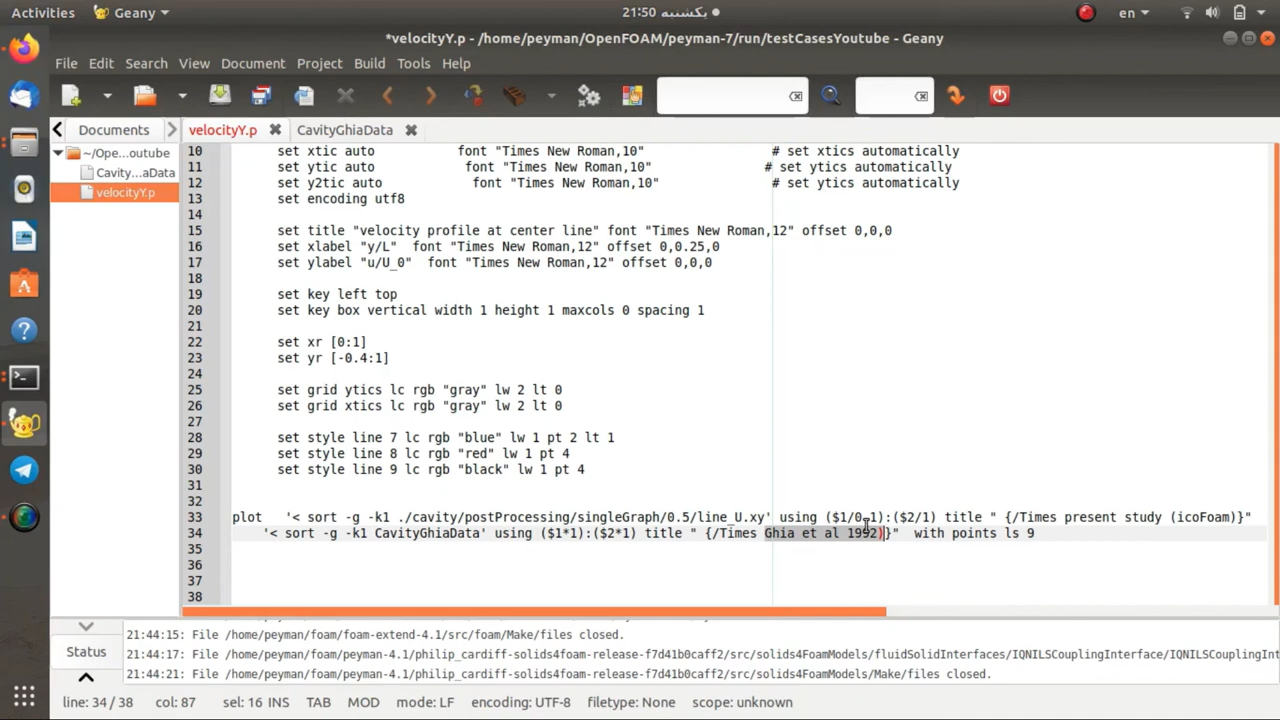 Activities Geany 21:50 یکشنبه en
*velocityY.p - /home/peyman/OpenFOAM/peyman-7/run/testCasesYoutube - Geany
File Edit Search View Document Project Build Tools Help
Documents velocityY.p CavityGhiaData
~/Ope...outube
Cavity...aData
velocityY.p
10 set xtic auto font "Times New Roman,10" # set xtics automatically
11 set ytic auto font "Times New Roman,10" # set ytics automatically
12 set y2tic auto font "Times New Roman,10" # set ytics automatically
13 set encoding utf8
14
15 set title "velocity profile at center line" font "Times New Roman,12" offset 0,0,0
16 set xlabel "y/L" font "Times New Roman,12" offset 0,0.25,0
17 set ylabel "u/U_0" font "Times New Roman,12" offset 0,0,0
18
19 set key left top
20 set key box vertical width 1 height 1 maxcols 0 spacing 1
21
22 set xr [0:1]
23 set yr [-0.4:1]
24
25 set grid ytics lc rgb "gray" lw 2 lt 0
26 set grid xtics lc rgb "gray" lw 2 lt 0
27
28 set style line 7 lc rgb "blue" lw 1 pt 2 lt 1
29 set style line 8 lc rgb "red" lw 1 pt 4
30 set style line 9 lc rgb "black" lw 1 pt 4
31
32
33 plot '< sort -g -k1 ./cavity/postProcessing/singleGraph/0.5/line_U.xy' using ($1/0.1):($2/1) title " {/Times present study (icoFoam)}"
34 '< sort -g -k1 CavityGhiaData' using ($1*1):($2*1) title " {/Times Ghia et al 1992)}" with points ls 9
35
36
37
38
Status
21:44:15: File /home/peyman/foam/foam-extend-4.1/src/foam/Make/files closed.
21:44:17: File /home/peyman/foam/peyman-4.1/philip_cardiff-solids4foam-release-f7d41b0caff2/src/solids4FoamModels/fluidSolidInterfaces/IQNILSCouplingInterface/IQNILSCouplingInt
21:44:21: File /home/peyman/foam/peyman-4.1/philip_cardiff-solids4foam-release-f7d41b0caff2/src/solids4FoamModels/Make/files closed.
line: 34 / 38 col: 87 sel: 16 INS TAB MOD mode: LF encoding: UTF-8 filetype: None scope: unknown